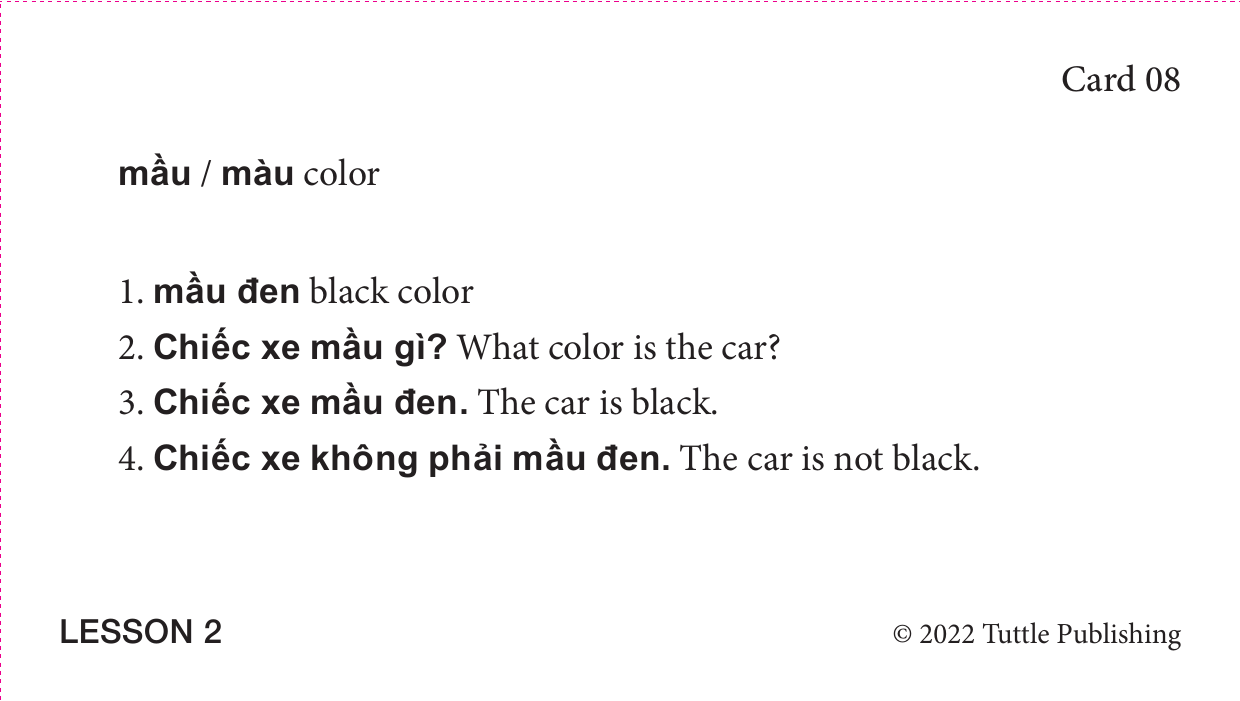 Card 08
mầu / màu color
1. mầu đen black color
2. Chiếc xe mầu gì? What color is the car?
3. Chiếc xe mầu đen. The car is black.
4. Chiếc xe không phải mầu đen. The car is not black.
LESSON 2
© 2022 Tuttle Publishing